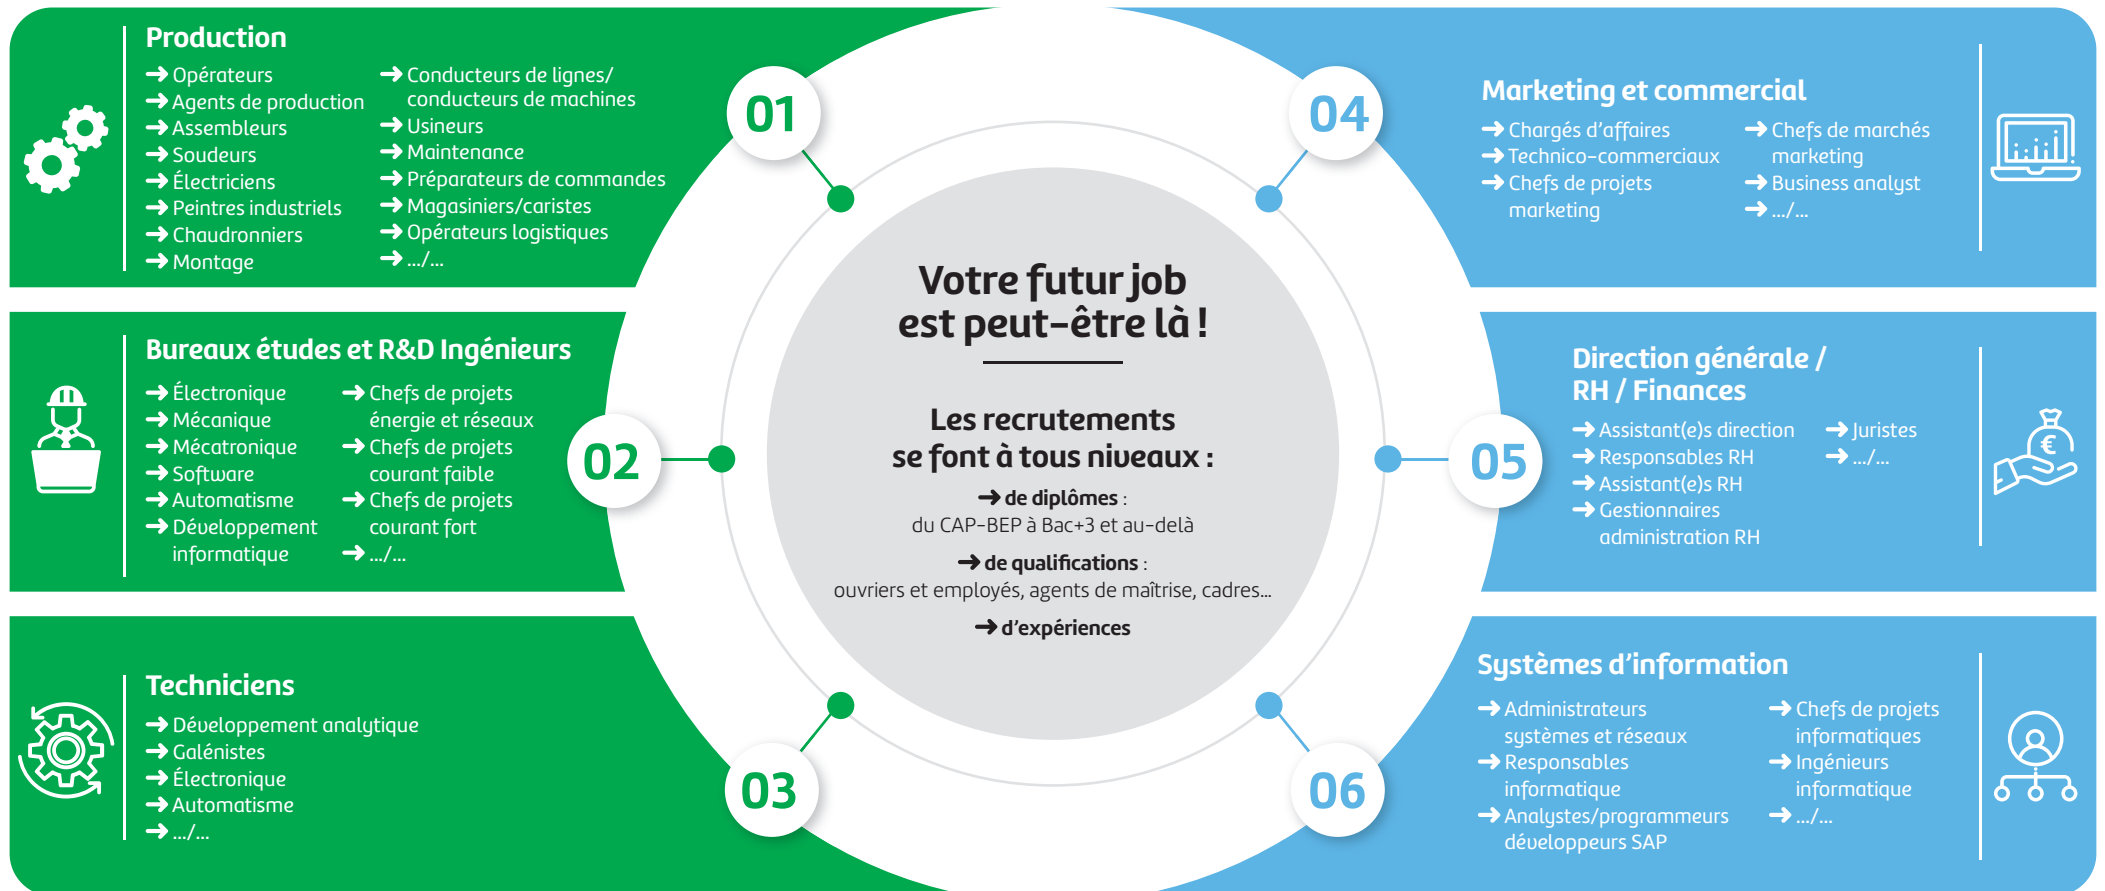 Production
➜ Opérateurs
➜ Agents de production
➜ Assembleurs
➜ Soudeurs
➜ Électriciens
➜ Peintres industriels
➜ Chaudronniers
➜ Montage
➜ Conducteurs de lignes/
conducteurs de machines
➜ Usineurs
➜ Maintenance
➜ Préparateurs de commandes
➜ Magasiniers/caristes
➜ Opérateurs logistiques
➜ .../...
01
Bureaux études et R&D Ingénieurs
➜ Électronique
➜ Mécanique
➜ Mécatronique
➜ Software
➜ Automatisme
➜ Développement
informatique
➜ Chefs de projets
énergie et réseaux
➜ Chefs de projets
courant faible
➜ Chefs de projets
courant fort
➜ .../...
02
Techniciens
➜ Développement analytique
➜ Galénistes
➜ Électronique
➜ Automatisme
➜ .../...
03
Votre futur job
est peut-être là !
Les recrutements
se font à tous niveaux :
➜ de diplômes :
du CAP-BEP à Bac+3 et au-delà
➜ de qualifications :
ouvriers et employés, agents de maîtrise, cadres...
➜ d'expériences
04
Marketing et commercial
➜ Chargés d'affaires
➜ Technico-commerciaux
➜ Chefs de projets
marketing
➜ Chefs de marchés
marketing
➜ Business analyst
➜ .../...
05
Direction générale /
RH / Finances
➜ Assistant(e)s direction
➜ Responsables RH
➜ Assistant(e)s RH
➜ Gestionnaires
administration RH
➜ Juristes
➜ .../...
€
06
Systèmes d'information
➜ Administrateurs
systèmes et réseaux
➜ Responsables
informatique
➜ Analystes/programmeurs
développeurs SAP
➜ Chefs de projets
informatiques
➜ Ingénieurs
informatique
➜ .../...